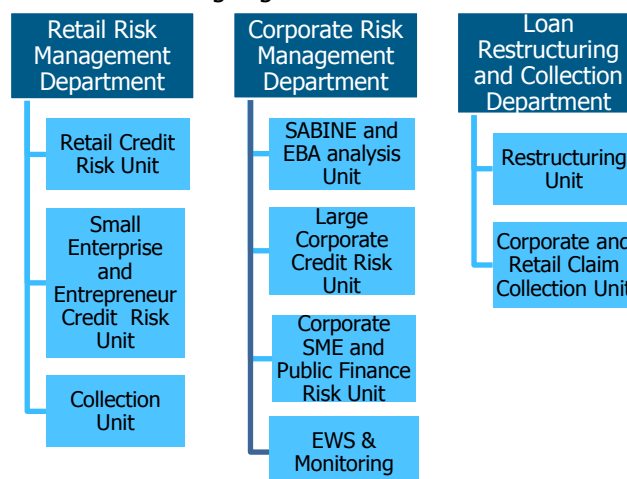 Retail Risk
Management
Department
Retail Credit
Risk Unit
Small
Enterprise
and
Entrepreneur
Credit Risk
Unit
Collection
Unit
Corporate Risk
Management
Department
SABINE and
EBA analysis
Unit
Large
Corporate
Credit Risk
Unit
Corporate
SME and
Public Finance
Risk Unit
EWS &
Monitoring
Loan
Restructuring
and Collection
Department
Restructuring
Unit
Corporate and
Retail Claim
Collection Unit